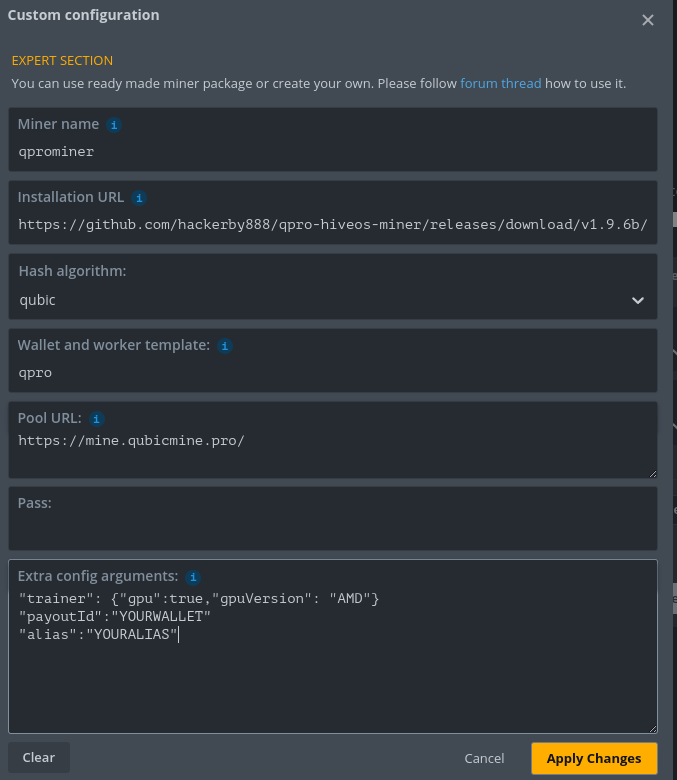 Custom configuration
EXPERT SECTION
You can use ready made miner package or create your own. Please follow forum thread how to use it.
Miner name
qprominer
Installation URL
https://github.com/hackerby888/qpro-hiveos-miner/releases/download/v1.9.6b/
Hash algorithm:
qubic
Wallet and worker template:
qpro
Pool URL:
https://mine.qubicmine.pro/
Pass:
Extra config arguments:
"trainer": {"gpu":true,"gpuVersion": "AMD"}
"payoutId":"YOURWALLET"
"alias":"YOURALIAS"
Clear
Cancel
Apply Changes